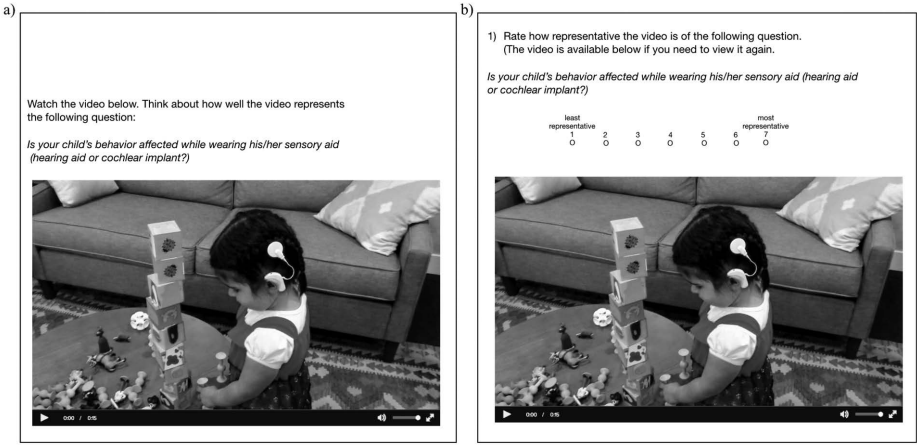 a)
Watch the video below. Think about how well the video represents
the following question:
Is your child's behavior affected while wearing his/her sensory aid
(hearing aid or cochlear implant?)
0:00 / 0:15
b)
1) Rate how representative the video is of the following question.
(The video is available below if you need to view it again.
Is your child's behavior affected while wearing his/her sensory aid (hearing aid
or cochlear implant?)
least
representative
most
representative
1 2 3 4 5 6 7
O O O O O O O
0:00 / 0:15